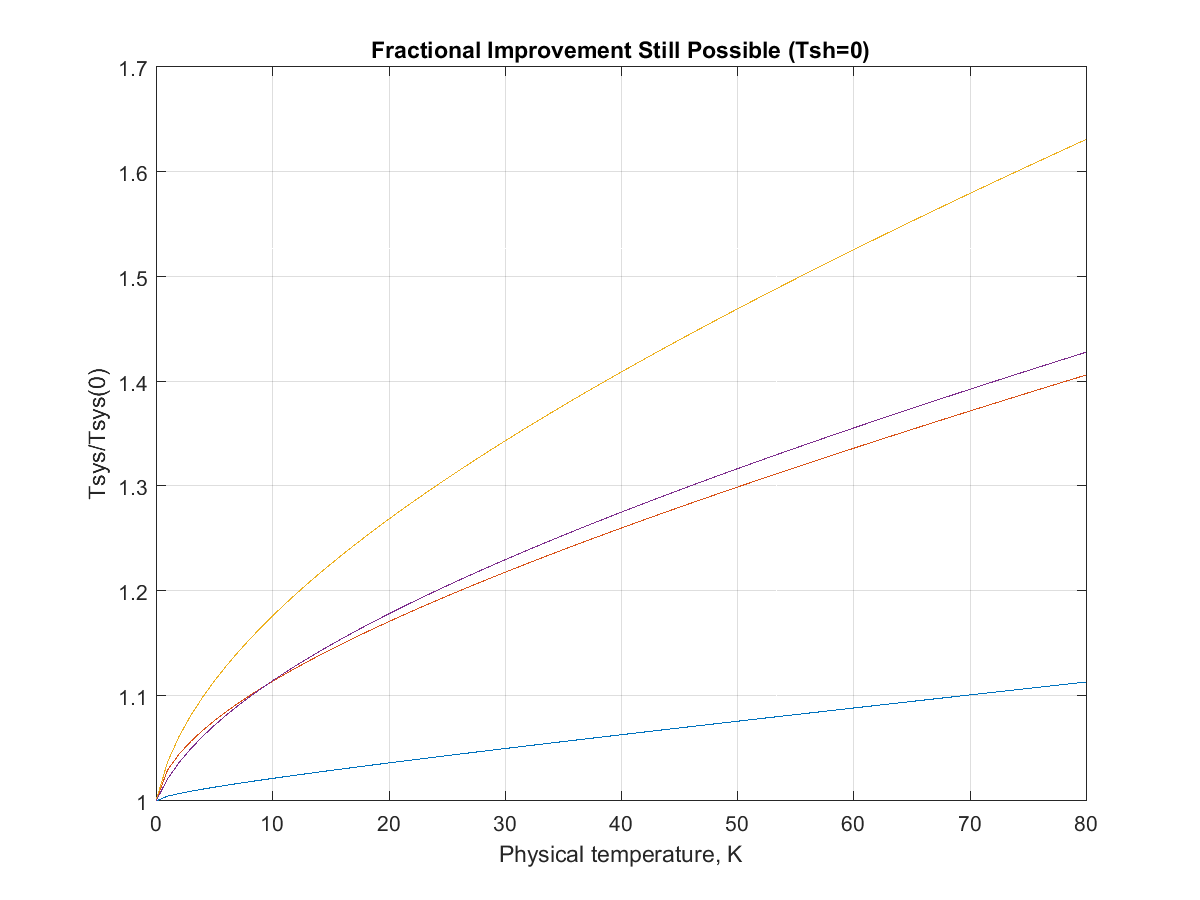 Fractional Improvement Still Possible (Tsh=0)
1.7
1.6
1.5
1.4
1.3
1.2
1.1
1
Tsys/Tsys(0)
0 10 20 30 40 50 60 70 80
Physical temperature, K